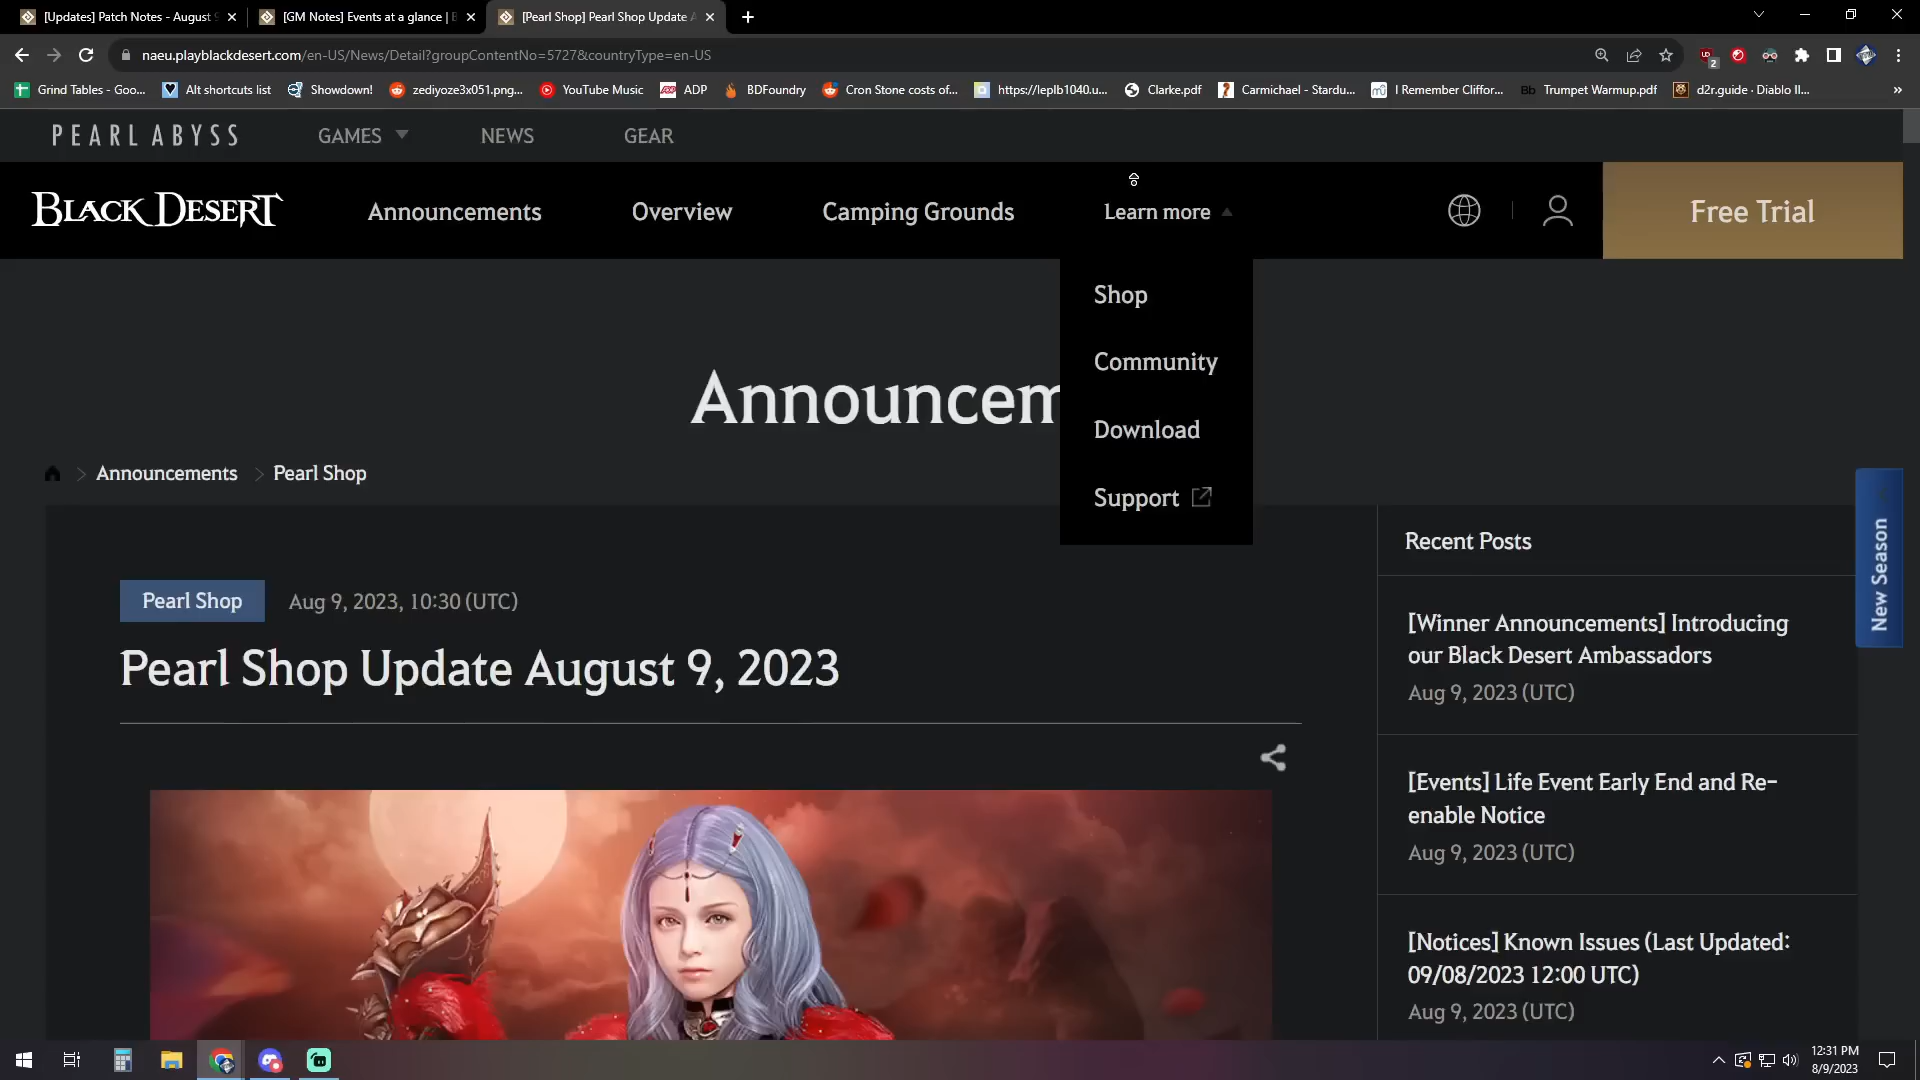 [Updates] Patch Notes - August
[GM Notes] Events at a glance |
[Pearl Shop] Pearl Shop Update
naeu.playblackdesert.com/en-US/News/Detail?groupContentNo=5727&countryType=en-US
2
Grind Tables - Goo...
Alt shortcuts list
Showdown!
zediyoze3x051.png...
YouTube Music
ADP
BDFoundry
Cron Stone costs of...
https://leplb1040.u...
Clarke.pdf
Carmichael - Stardu...
I Remember Cliffor...
Bb Trumpet Warmup.pdf
d2r.guide · Diablo II...
»
PEARL ABYSS
GAMES
NEWS
GEAR
BLACK DESERT
Announcements
Overview
Camping Grounds
Learn more
Free Trial
Shop
Community
Download
Support
Announcem
Announcements > Pearl Shop
Pearl Shop
Aug 9, 2023, 10:30 (UTC)
Pearl Shop Update August 9, 2023
Recent Posts
[Winner Announcements] Introducing
our Black Desert Ambassadors
Aug 9, 2023 (UTC)
[Events] Life Event Early End and Re-
enable Notice
Aug 9, 2023 (UTC)
[Notices] Known Issues (Last Updated:
09/08/2023 12:00 UTC)
Aug 9, 2023 (UTC)
New Season
12:31 PM
8/9/2023